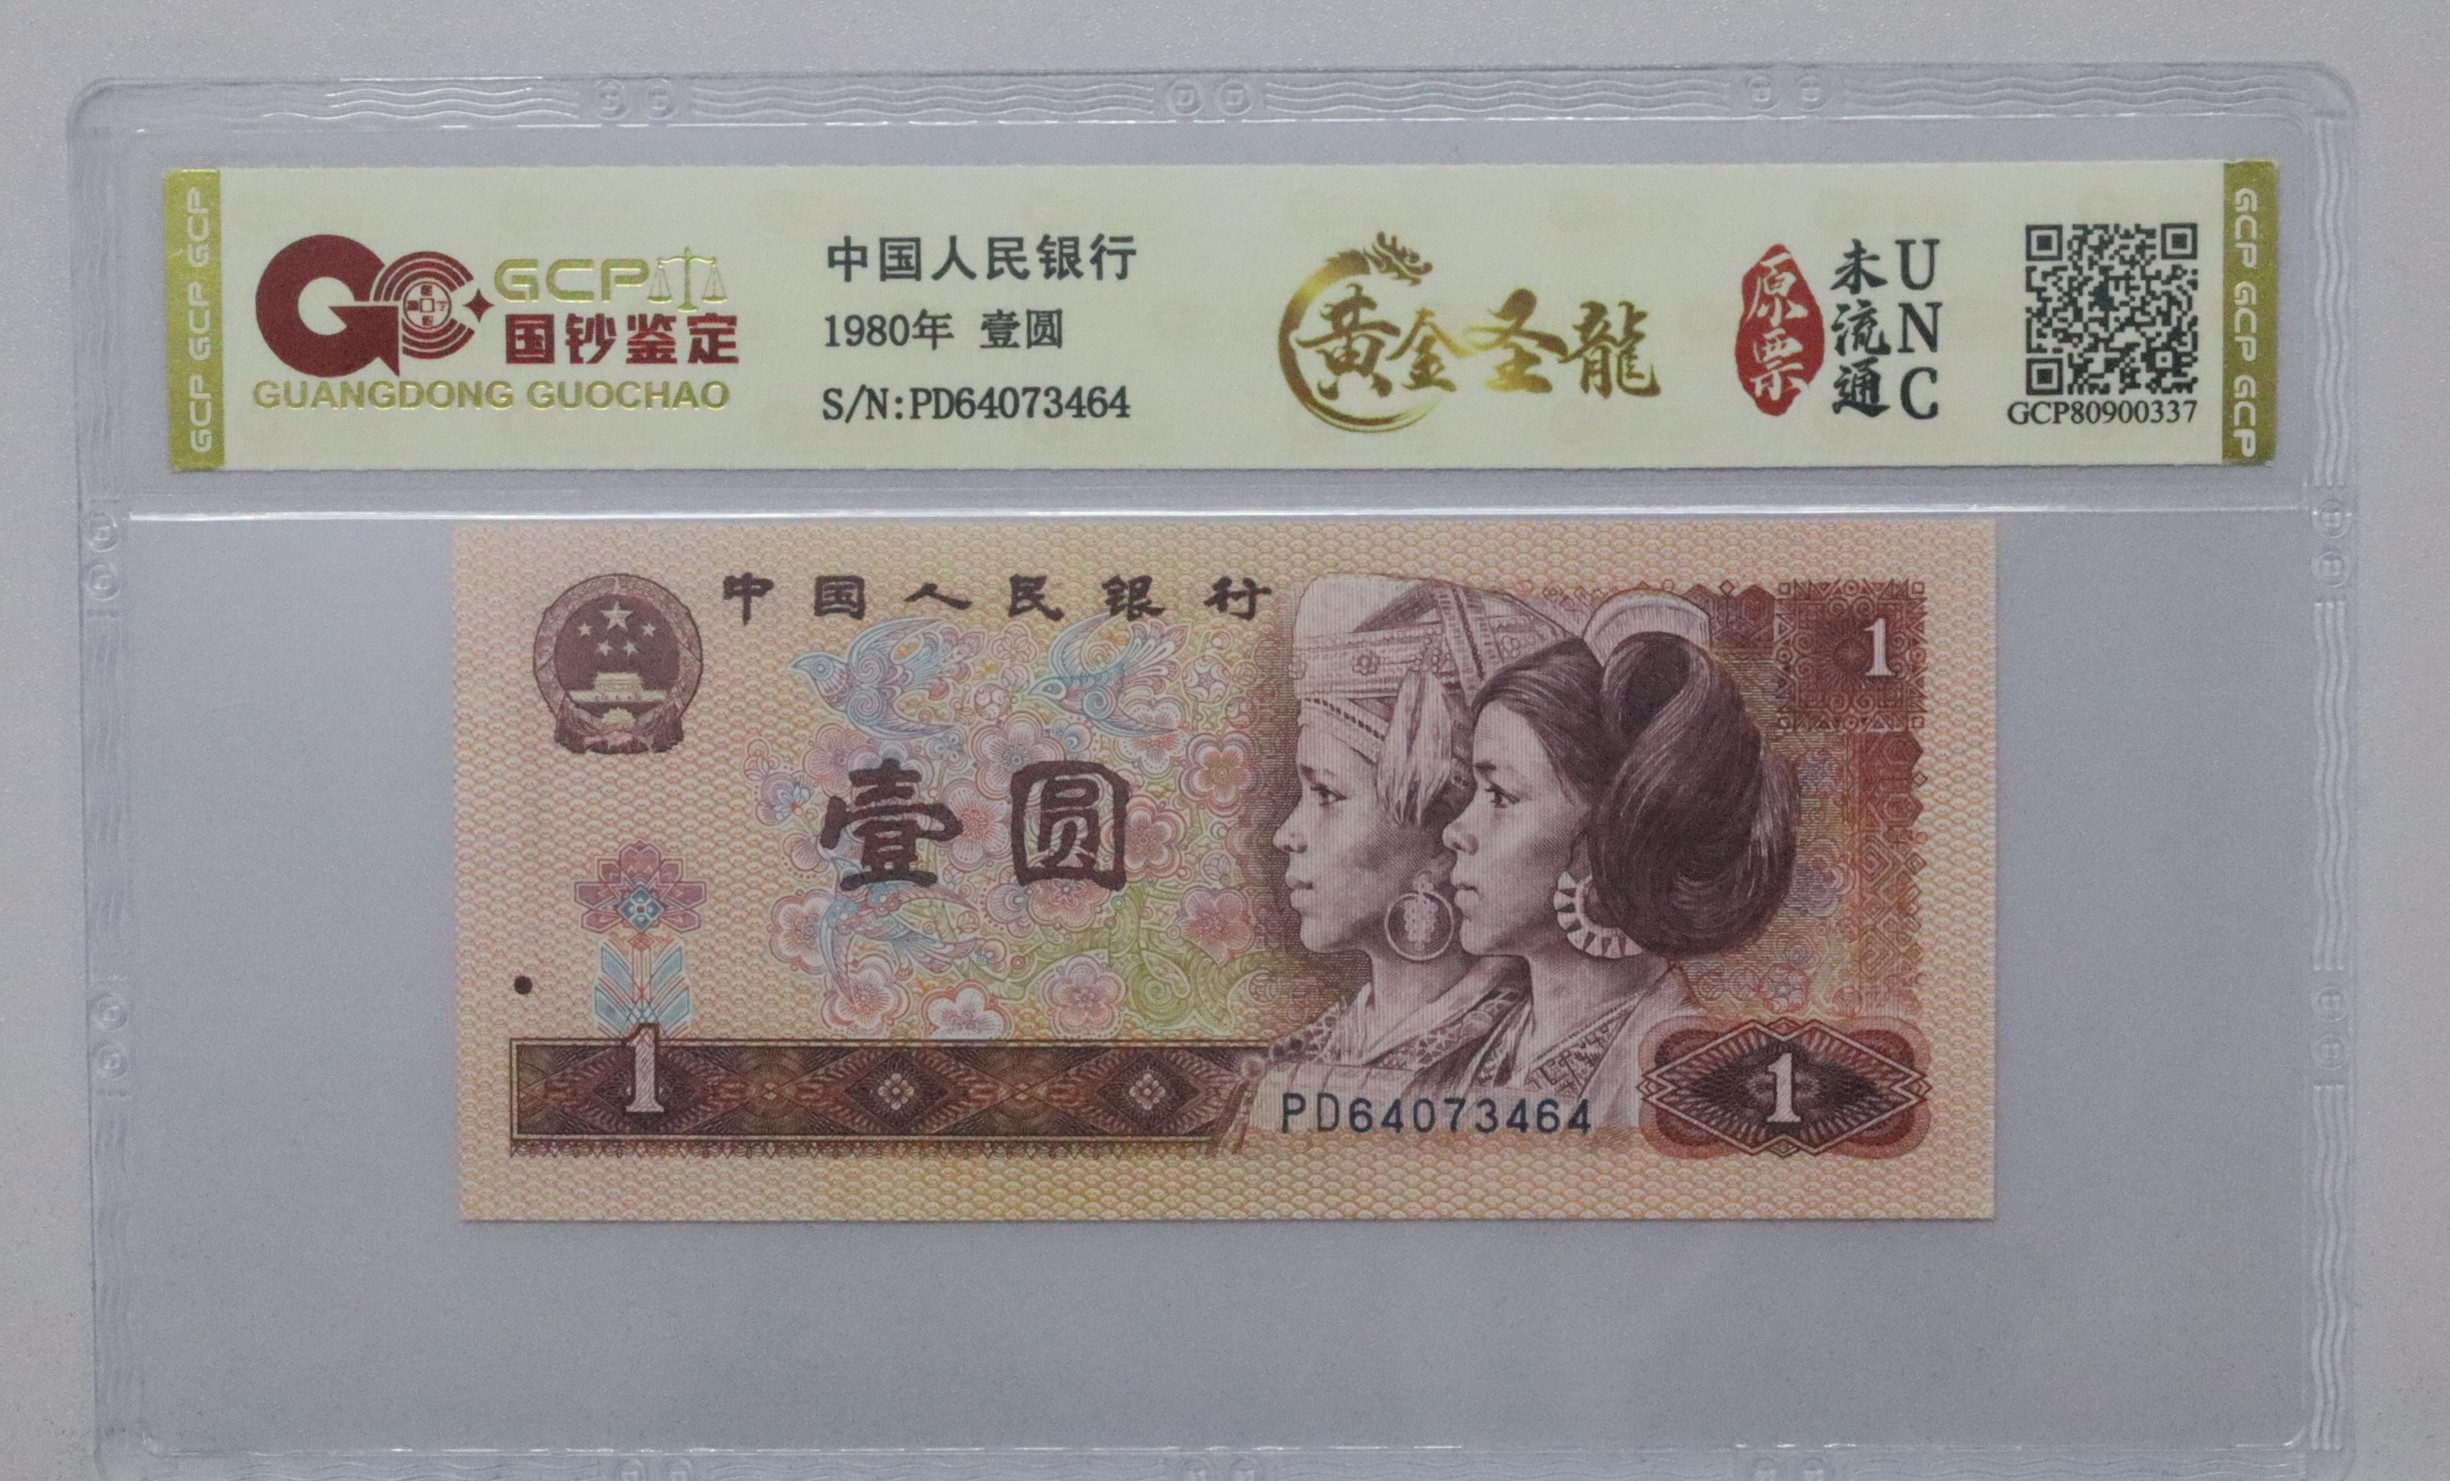 GCP GCP GCP
GCP
国钞鉴定
GUANGDONG GUOCHAO
中国人民银行
1980年 壹圆
S/N:PD64073464
黄金圣龍
原票
未流通
UNC
GCP80900337
GCP GCP GCP GCP
中国人民银行
1
壹圆
1
PD64073464
1